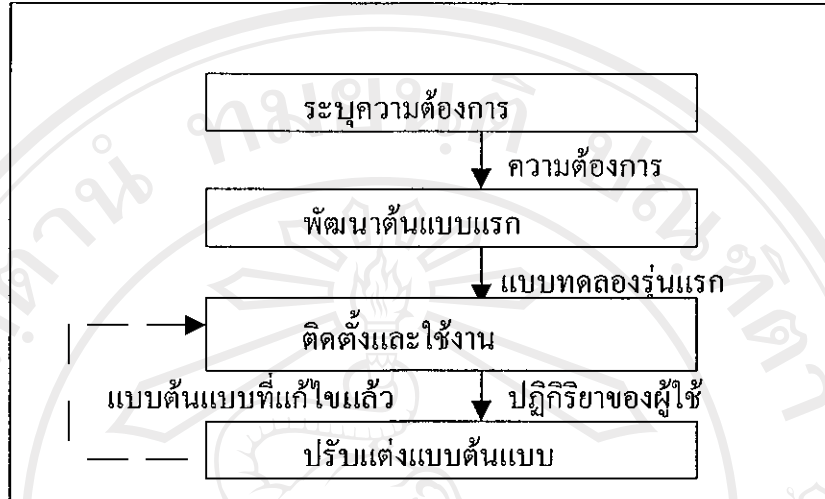 ระบุความต้องการ
ความต้องการ
พัฒนาต้นแบบแรก
แบบทดลองรุ่นแรก
ติดตั้งและใช้งาน
แบบต้นแบบที่แก้ไขแล้ว ปฏิกิริยาของผู้ใช้
ปรับแต่งแบบต้นแบบ